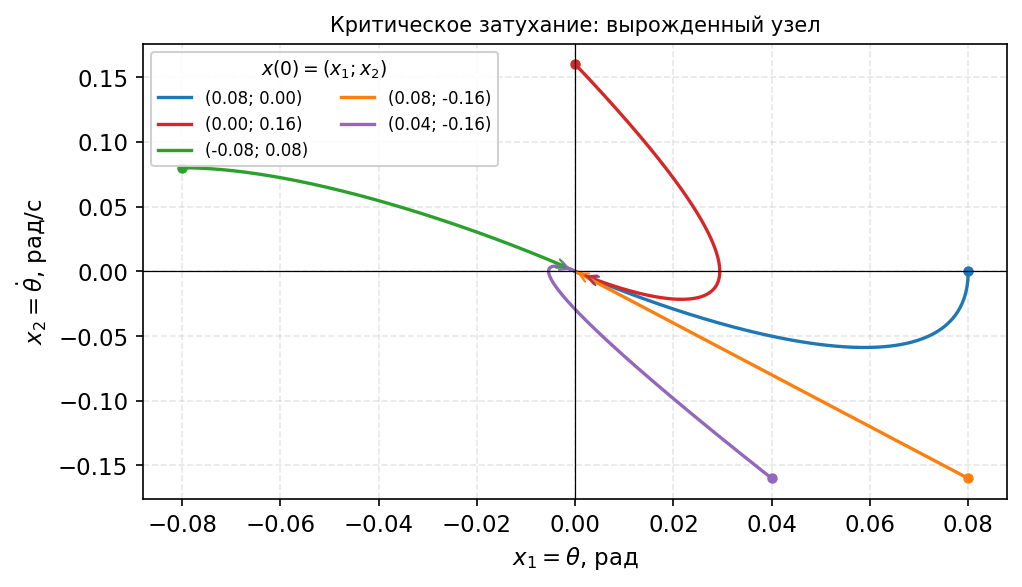 Критическое затухание: вырожденный узел
x(0) = (x₁; x₂)
(0.08; 0.00)
(0.00; 0.16)
(-0.08; 0.08)
(0.08; -0.16)
(0.04; -0.16)
x₂ = θ̇, рад/с
0.15
0.10
0.05
0.00
−0.05
−0.10
−0.15
−0.08 −0.06 −0.04 −0.02 0.00 0.02 0.04 0.06 0.08
x₁ = θ, рад